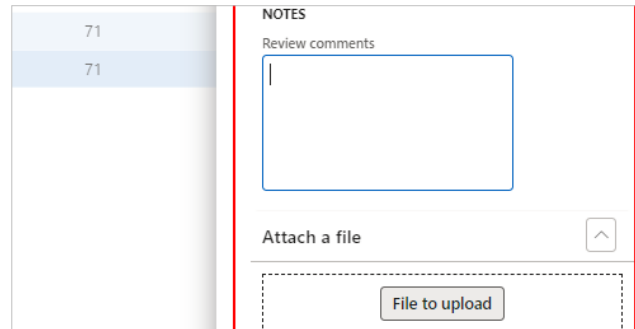 71
71
NOTES
Review comments
Attach a file
File to upload